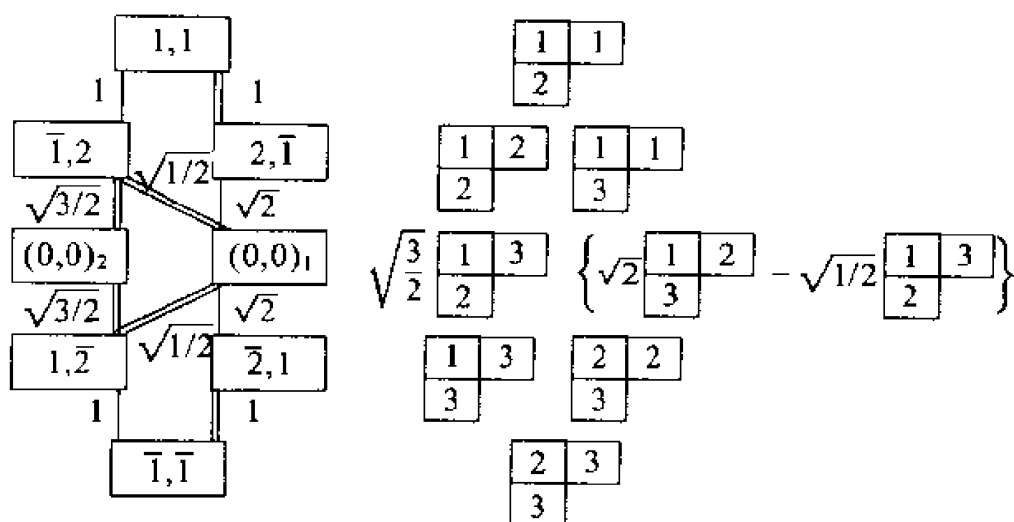 1,1 1 1
2
1 1
1̅,2 2,1̅ 1 2 1 1
2 3
√1/2
√3/2 √2
(0,0)₂ (0,0)₁ √3/2 1 3 {√2 1 2 − √1/2 1 3}
2 3 2
√3/2 √2
√1/2
1,2̅ 2̅,1 1 3 2 2
3 3
1 1
1̅,1̅ 2 3
3